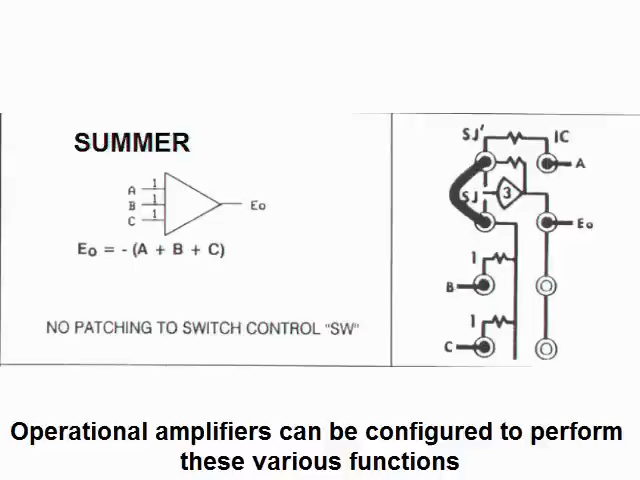 SUMMER
A 1
B 1 Eo
C 1
Eo = - (A + B + C)
NO PATCHING TO SWITCH CONTROL "SW"
SJ' IC
A
SJ 3
Eo
1
B
1
C
Operational amplifiers can be configured to perform
these various functions